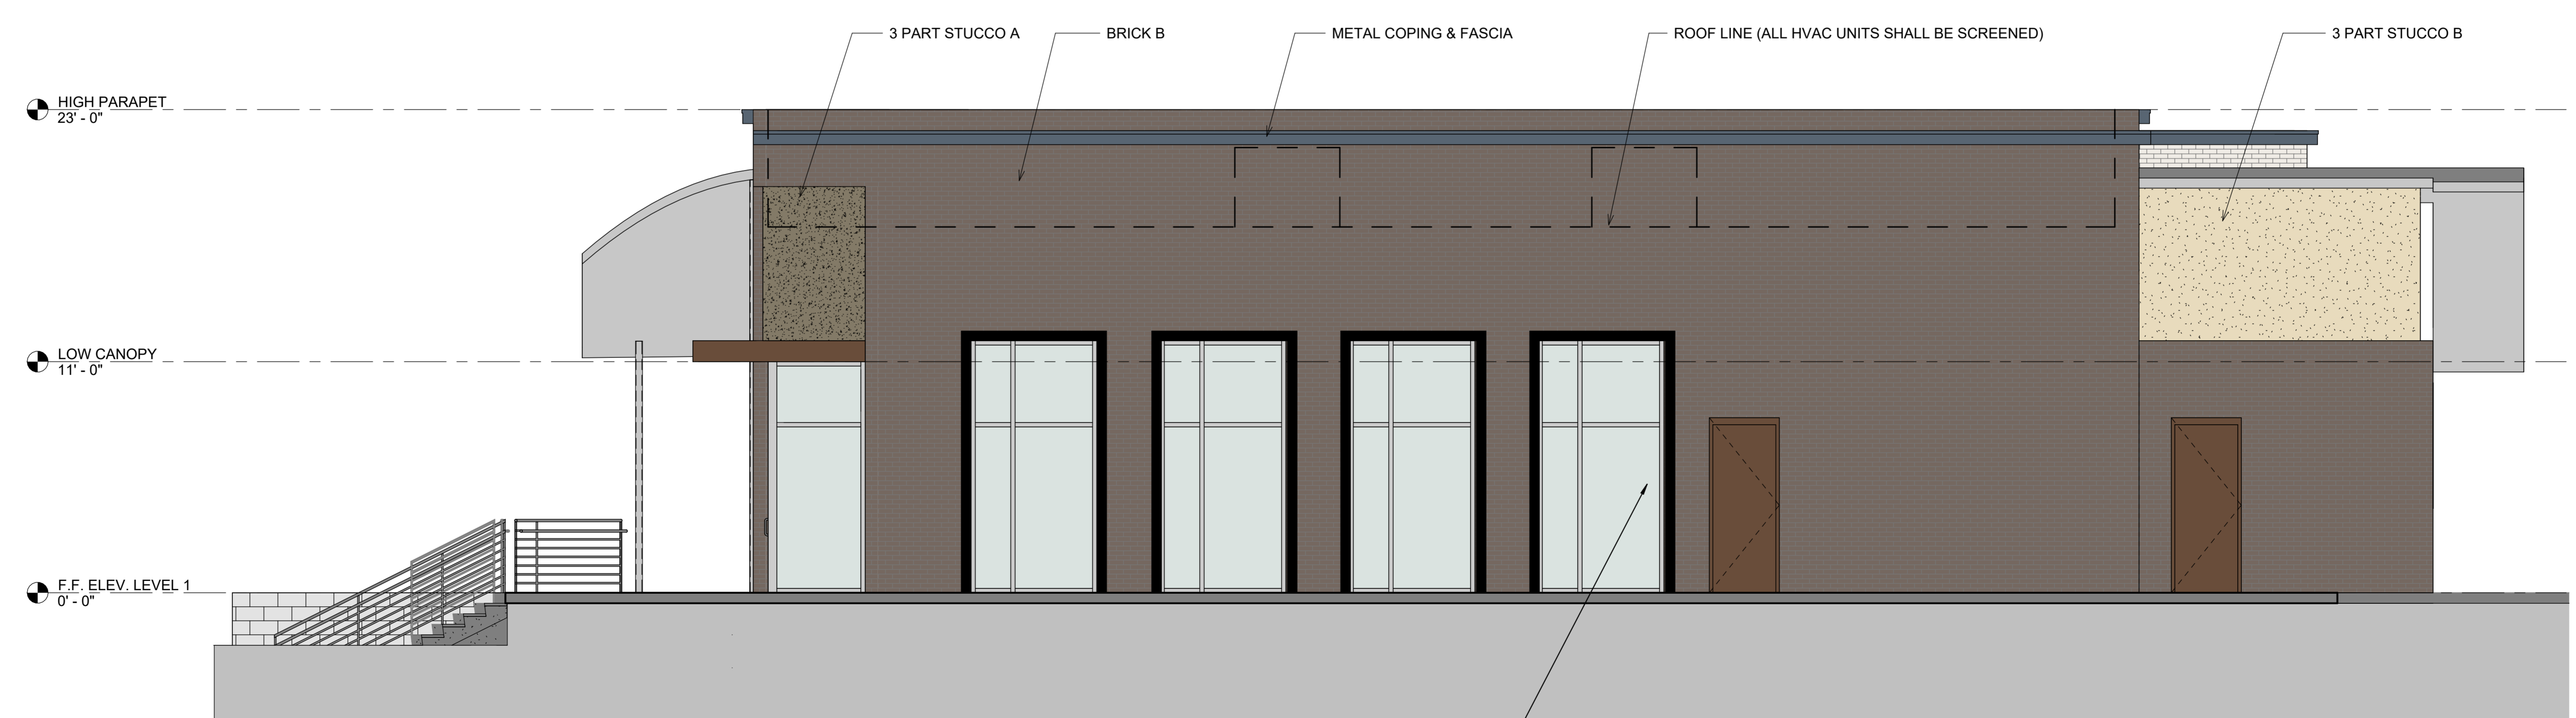 3 PART STUCCO A
BRICK B
METAL COPING & FASCIA
ROOF LINE (ALL HVAC UNITS SHALL BE SCREENED)
3 PART STUCCO B
HIGH PARAPET
23' - 0"
LOW CANOPY
11' - 0"
F.F. ELEV. LEVEL 1
0' - 0"